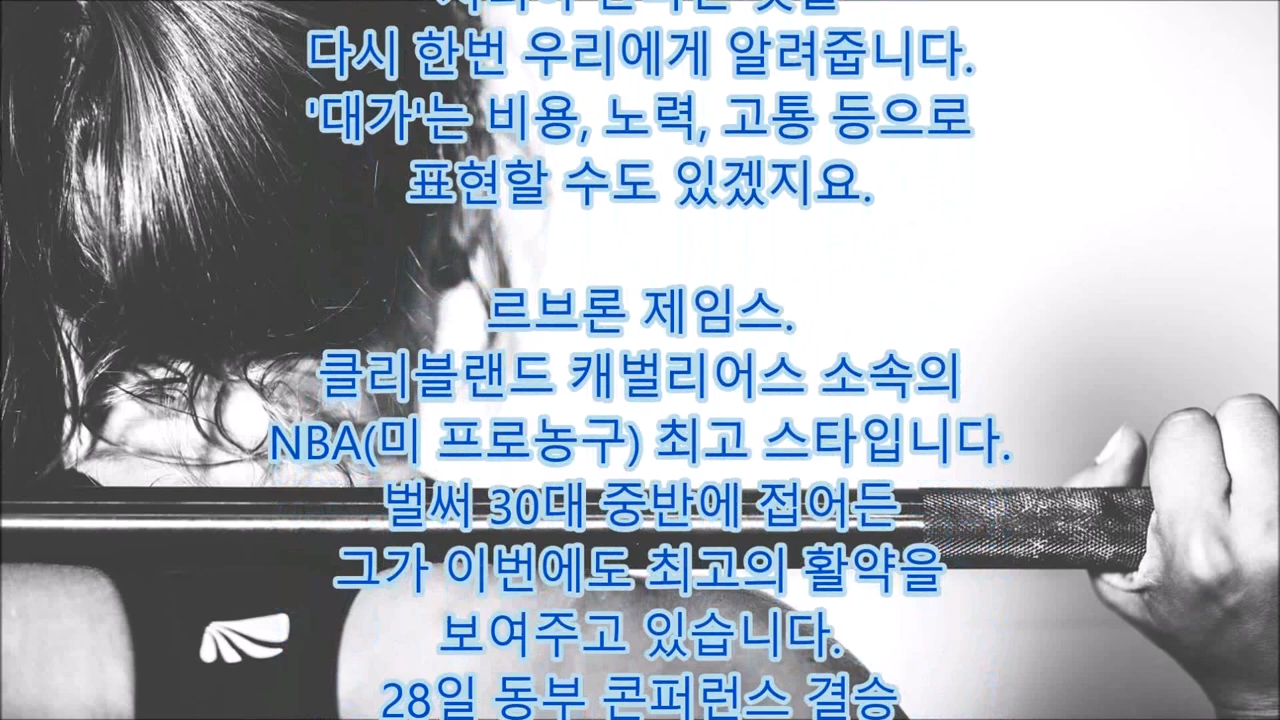 다시 한번 우리에게 알려줍니다.
'대가'는 비용, 노력, 고통 등으로
표현할 수도 있겠지요.
르브론 제임스.
클리블랜드 캐벌리어스 소속의
NBA(미 프로농구) 최고 스타입니다.
벌써 30대 중반에 접어든
그가 이번에도 최고의 활약을
보여주고 있습니다.
28일 동부 콘퍼런스 결승